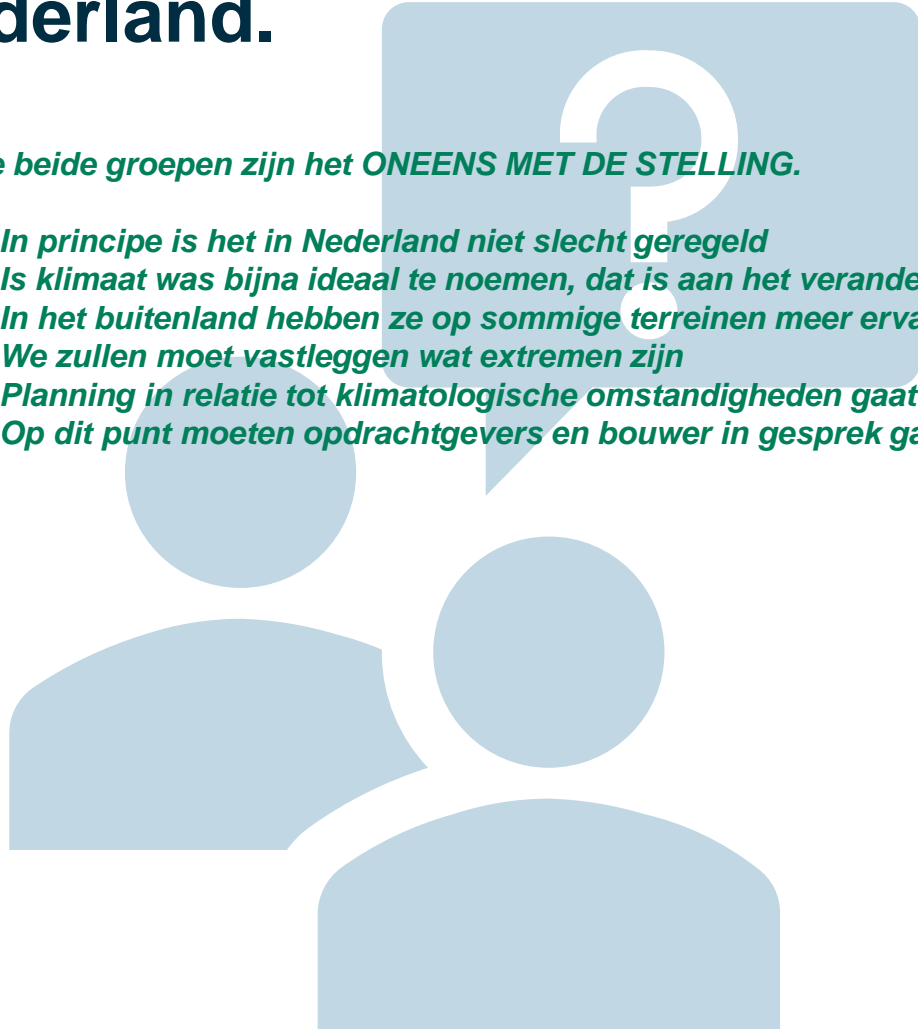 derland.
e beide groepen zijn het ONEENS MET DE STELLING.
In principe is het in Nederland niet slecht geregeld
Is klimaat was bijna ideaal te noemen, dat is aan het verande
In het buitenland hebben ze op sommige terreinen meer erva
We zullen moet vastleggen wat extremen zijn
Planning in relatie tot klimatologische omstandigheden gaat
Op dit punt moeten opdrachtgevers en bouwer in gesprek ga
?